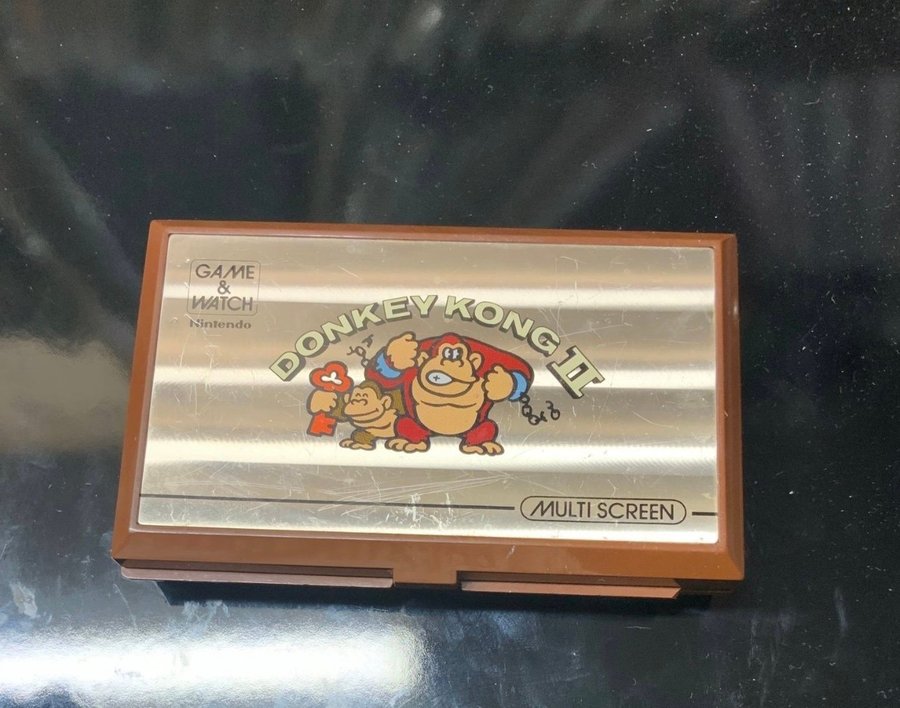 GAME
&
WATCH
Nintendo
DONKEY KONG II
MULTI SCREEN